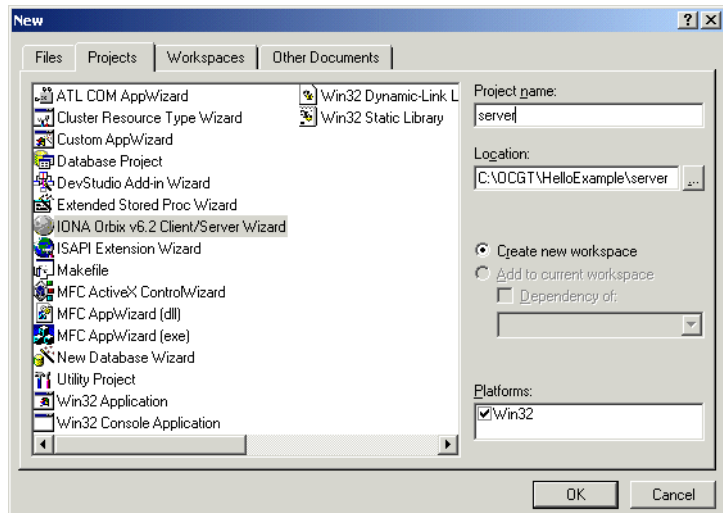 New
Files
Projects
Workspaces
Other Documents
ATL COM AppWizard
Cluster Resource Type Wizard
Custom AppWizard
Database Project
DevStudio Add-in Wizard
Extended Stored Proc Wizard
IONA Orbix v6.2 Client/Server Wizard
ISAPI Extension Wizard
Makefile
MFC ActiveX ControlWizard
MFC AppWizard (dll)
MFC AppWizard (exe)
New Database Wizard
Utility Project
Win32 Application
Win32 Console Application
Win32 Dynamic-Link L
Win32 Static Library
Project name:
server
Location:
C:\OCGT\HelloExample\server
...
Create new workspace
Add to current workspace
Dependency of:
Platforms:
Win32
OK
Cancel